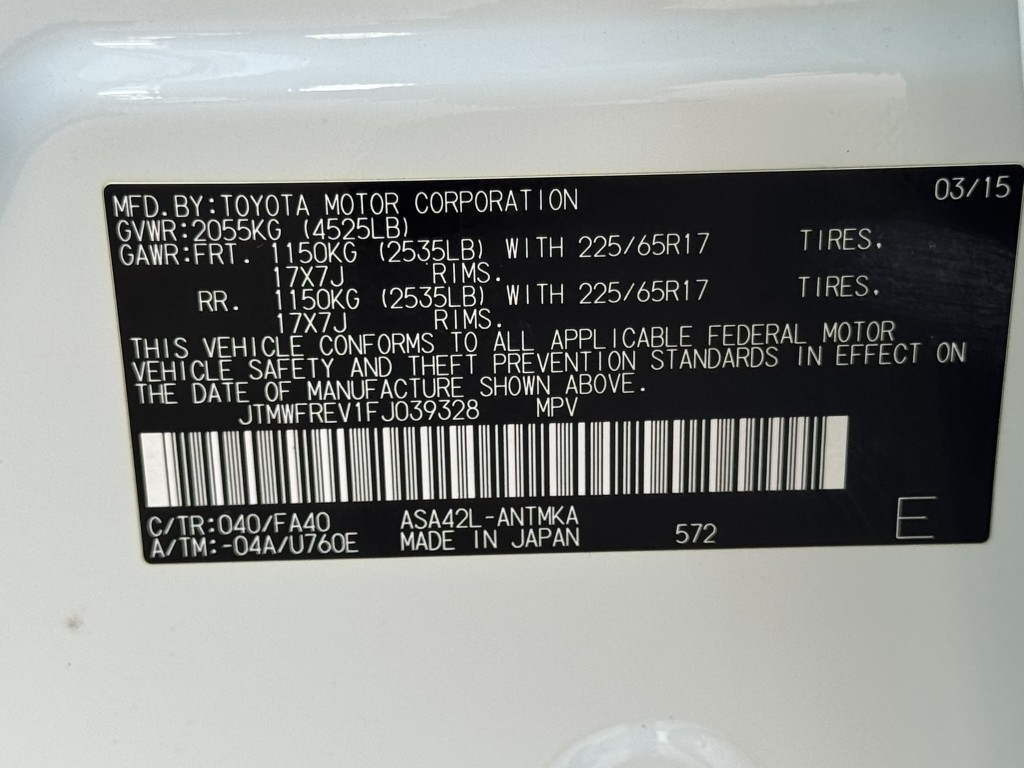 MFD.BY:TOYOTA MOTOR CORPORATION 03/15
GVWR:2055KG (4525LB)
GAWR:FRT. 1150KG (2535LB) WITH 225/65R17 TIRES.
17X7J RIMS.
RR. 1150KG (2535LB) WITH 225/65R17 TIRES.
17X7J RIMS.
THIS VEHICLE CONFORMS TO ALL APPLICABLE FEDERAL MOTOR
VEHICLE SAFETY AND THEFT PREVENTION STANDARDS IN EFFECT ON
THE DATE OF MANUFACTURE SHOWN ABOVE.
JTMWFREV1FJ039328 MPV
C/TR:040/FA40 ASA42L-ANTMKA
A/TM:-04A/U760E MADE IN JAPAN 572 E